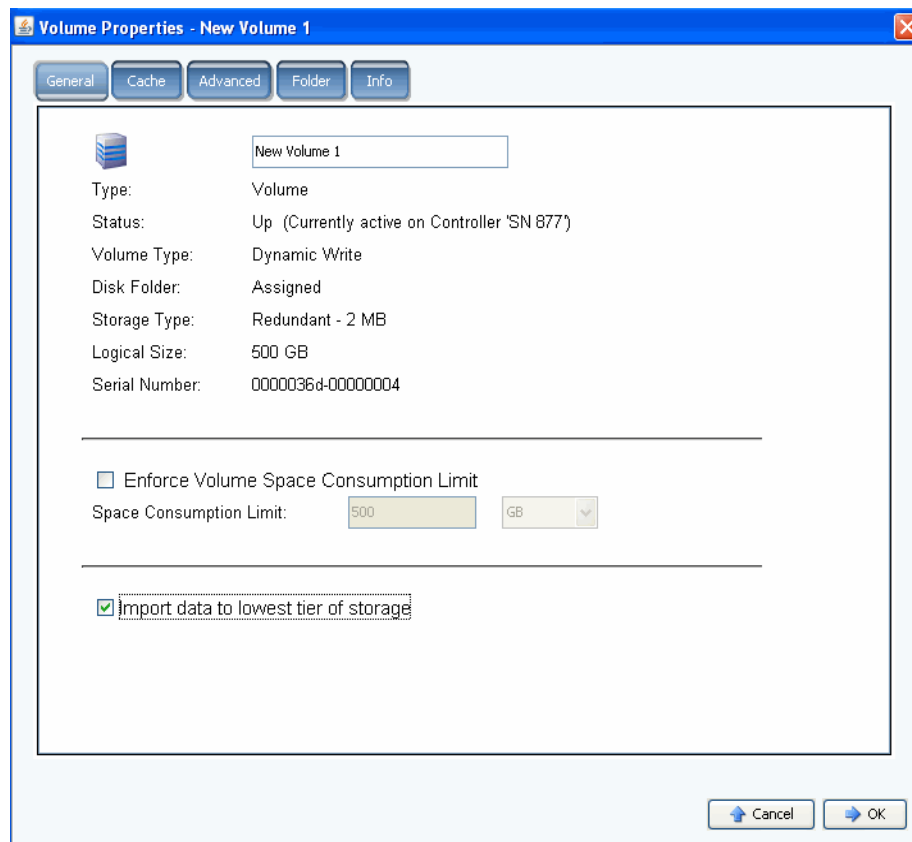 Volume Properties - New Volume 1
General Cache Advanced Folder Info
New Volume 1
Type: Volume
Status: Up (Currently active on Controller 'SN 877')
Volume Type: Dynamic Write
Disk Folder: Assigned
Storage Type: Redundant - 2 MB
Logical Size: 500 GB
Serial Number: 0000036d-00000004
Enforce Volume Space Consumption Limit
Space Consumption Limit: 500 GB
Import data to lowest tier of storage
Cancel OK